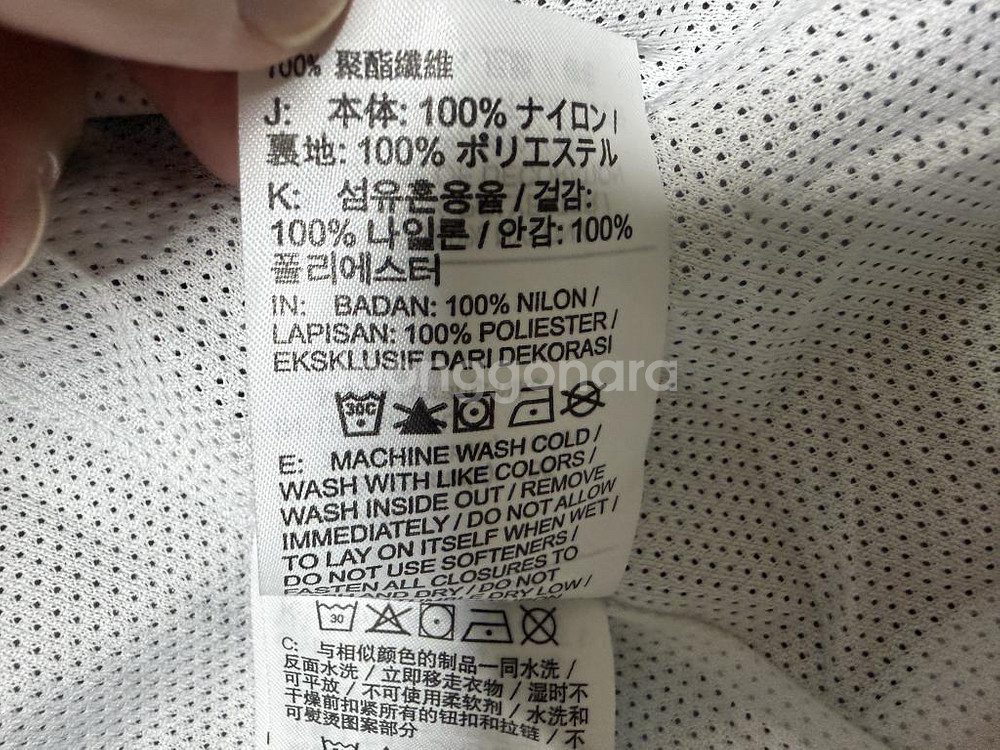 100% 聚酯纖維
J: 本体: 100% ナイロン /
裏地: 100% ポリエステル
K: 섬유혼용율 / 겉감:
100% 나일론 / 안감: 100%
폴리에스터
IN: BADAN: 100% NILON /
LAPISAN: 100% POLIESTER /
EKSKLUSIF DARI DEKORASI
30C
E: MACHINE WASH COLD /
WASH WITH LIKE COLORS /
WASH INSIDE OUT / REMOVE
IMMEDIATELY / DO NOT ALLOW
TO LAY ON ITSELF WHEN WET /
DO NOT USE SOFTENERS /
FASTEN ALL CLOSURES TO
AND DRY / DO NOT
DRY LOW /
30
C: 与相似颜色的制品一同水洗 /
反面水洗 / 立即移走衣物 / 湿时不
可平放 / 不可使用柔软剂 / 水洗和
干燥前扣紧所有的钮扣和拉链 / 不
可熨烫图案部分